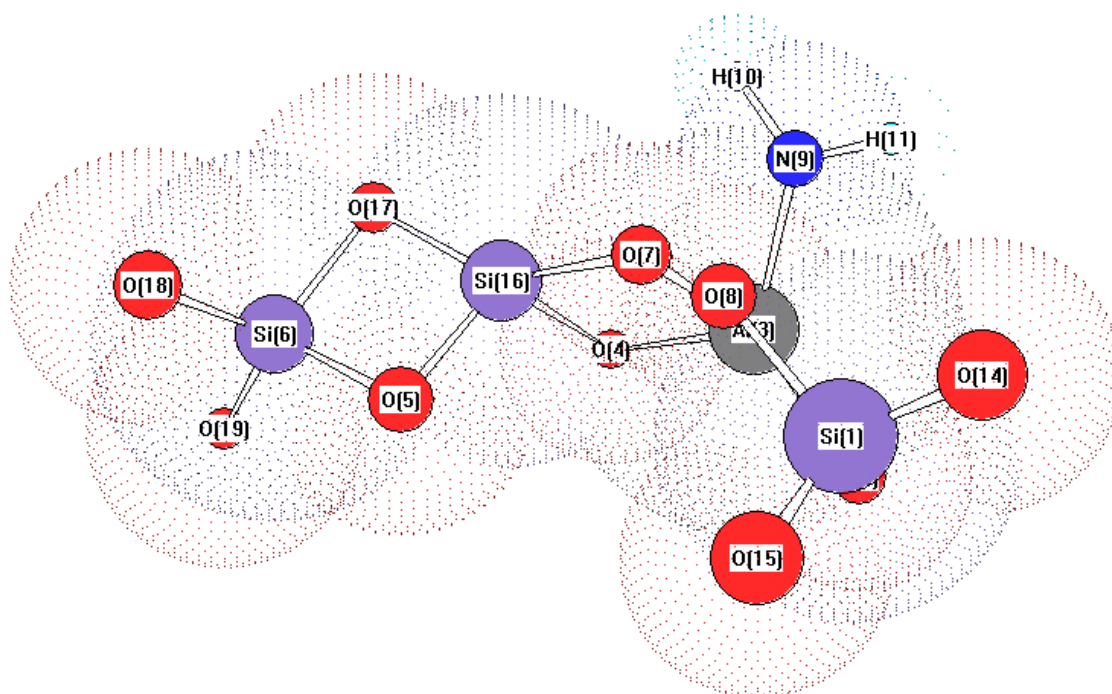 H(10)
H(11)
N(9)
O(17)
O(7)
Si(16)
O(18)
O(8)
Si(6)
O(4)
O(14)
O(5)
O(19)
Si(1)
O(15)